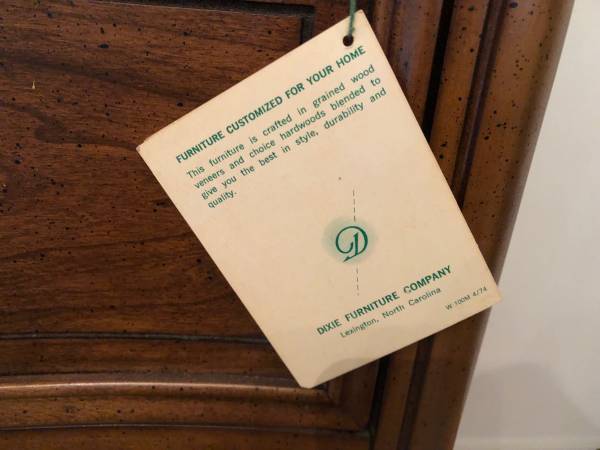 FURNITURE CUSTOMIZED FOR YOUR HOME
This furniture is crafted in grained wood
veneers and choice hardwoods blended to
give you the best in style, durability and
quality.
D
DIXIE FURNITURE COMPANY
Lexington, North Carolina
W 100M 4/74